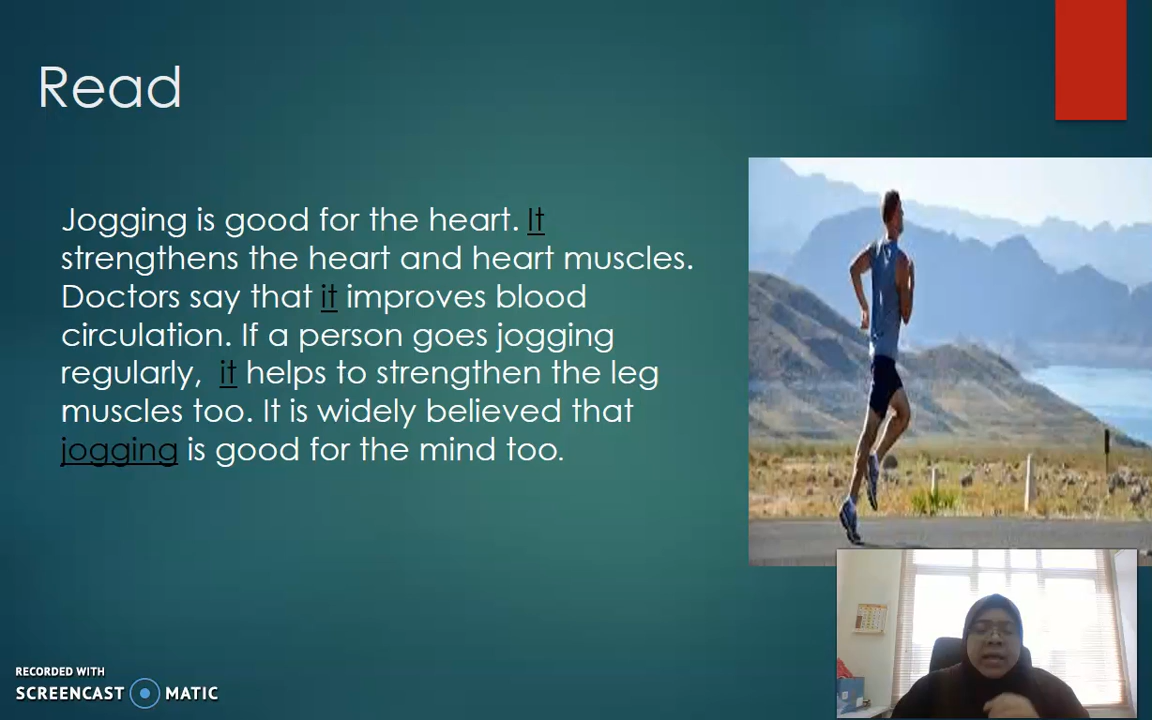 Read
Jogging is good for the heart. It
strengthens the heart and heart muscles.
Doctors say that it improves blood
circulation. If a person goes jogging
regularly, it helps to strengthen the leg
muscles too. It is widely believed that
jogging is good for the mind too.
RECORDED WITH
SCREENCAST MATIC